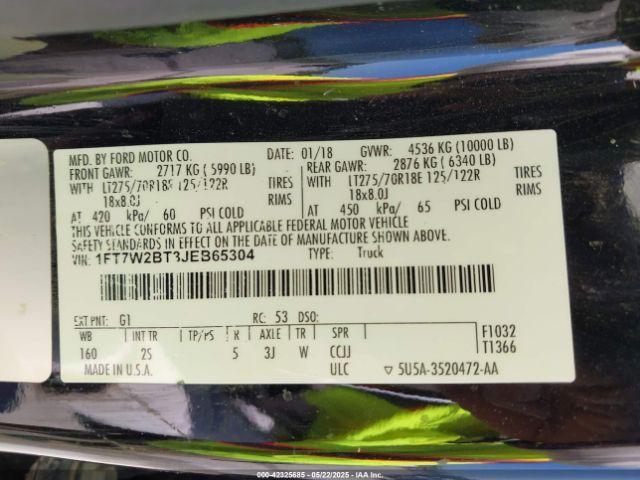 MFD. BY FORD MOTOR CO. DATE: 01/18 GVWR: 4536 KG (10000 LB)
FRONT GAWR: 2717 KG (5990 LB) REAR GAWR: 2876 KG (6340 LB)
WITH LT275/70R18E 125/122R TIRES WITH LT275/70R18E 125/122R TIRES
18x8.0J RIMS 18x8.0J RIMS
AT 420 kPa/ 60 PSI COLD AT 450 kPa/ 65 PSI COLD
THIS VEHICLE CONFORMS TO ALL APPLICABLE FEDERAL MOTOR VEHICLE
SAFETY STANDARDS IN EFFECT ON THE DATE OF MANUFACTURE SHOWN ABOVE.
VIN: 1FT7W2BT3JEB65304 TYPE: Truck
EXT PNT: G1 RC: 53 DSO:
WB INT TR TP/PS R AXLE TR SPR F1032
160 2S 5 3J W CCJJ T1366
MADE IN U.S.A. ULC ▽ 5U5A-3520472-AA
000-42325685 - 05/22/2025 - IAA Inc.